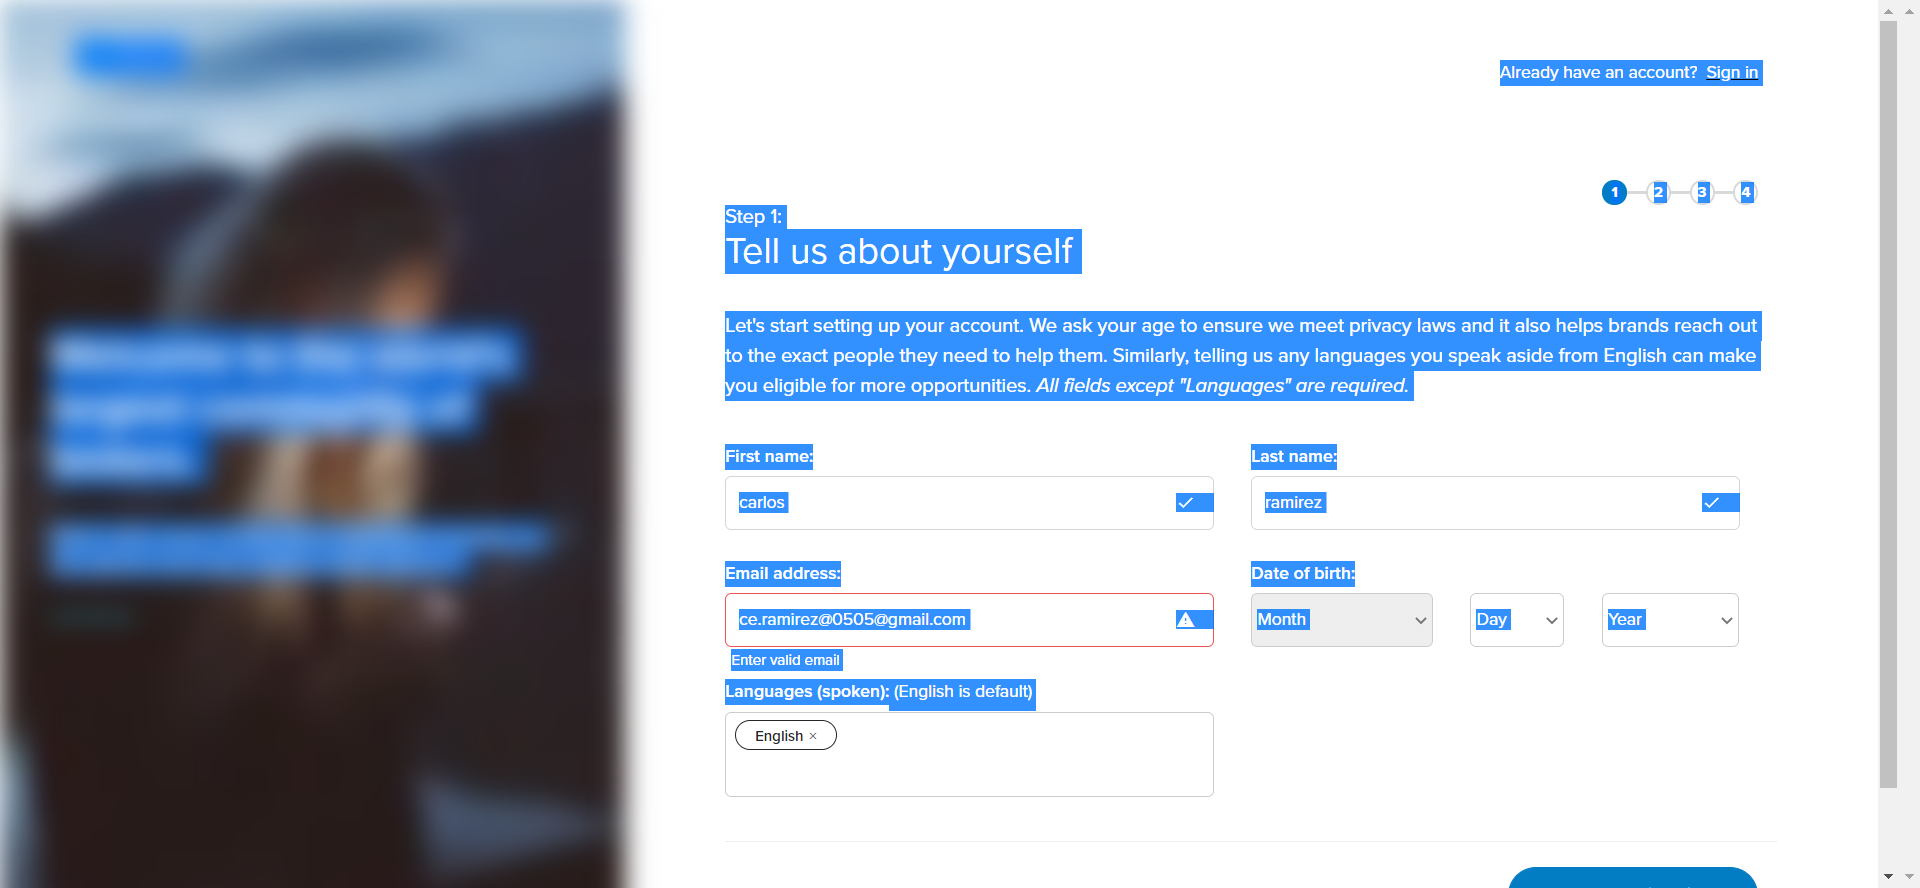 Already have an account? Sign in
1 2 3 4
Step 1:
Tell us about yourself
Let's start setting up your account. We ask your age to ensure we meet privacy laws and it also helps brands reach out
to the exact people they need to help them. Similarly, telling us any languages you speak aside from English can make
you eligible for more opportunities. All fields except "Languages" are required.
First name:
Last name:
carlos
ramirez
Email address:
Date of birth:
ce.ramirez@0505@gmail.com
Month
Day
Year
Enter valid email
Languages (spoken): (English is default)
English ×